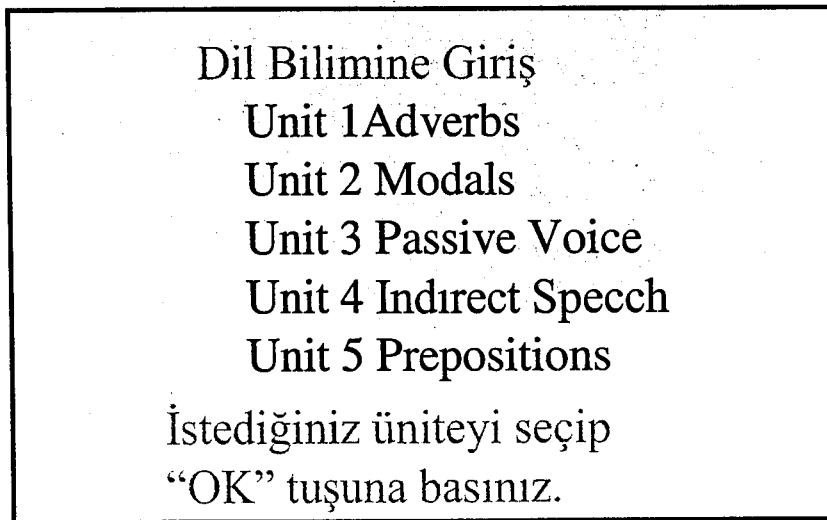 Dil Bilimine Giriş
Unit 1Adverbs
Unit 2 Modals
Unit 3 Passive Voice
Unit 4 Indırect Specch
Unit 5 Prepositions
İstediğiniz üniteyi seçip
“OK” tuşuna basınız.